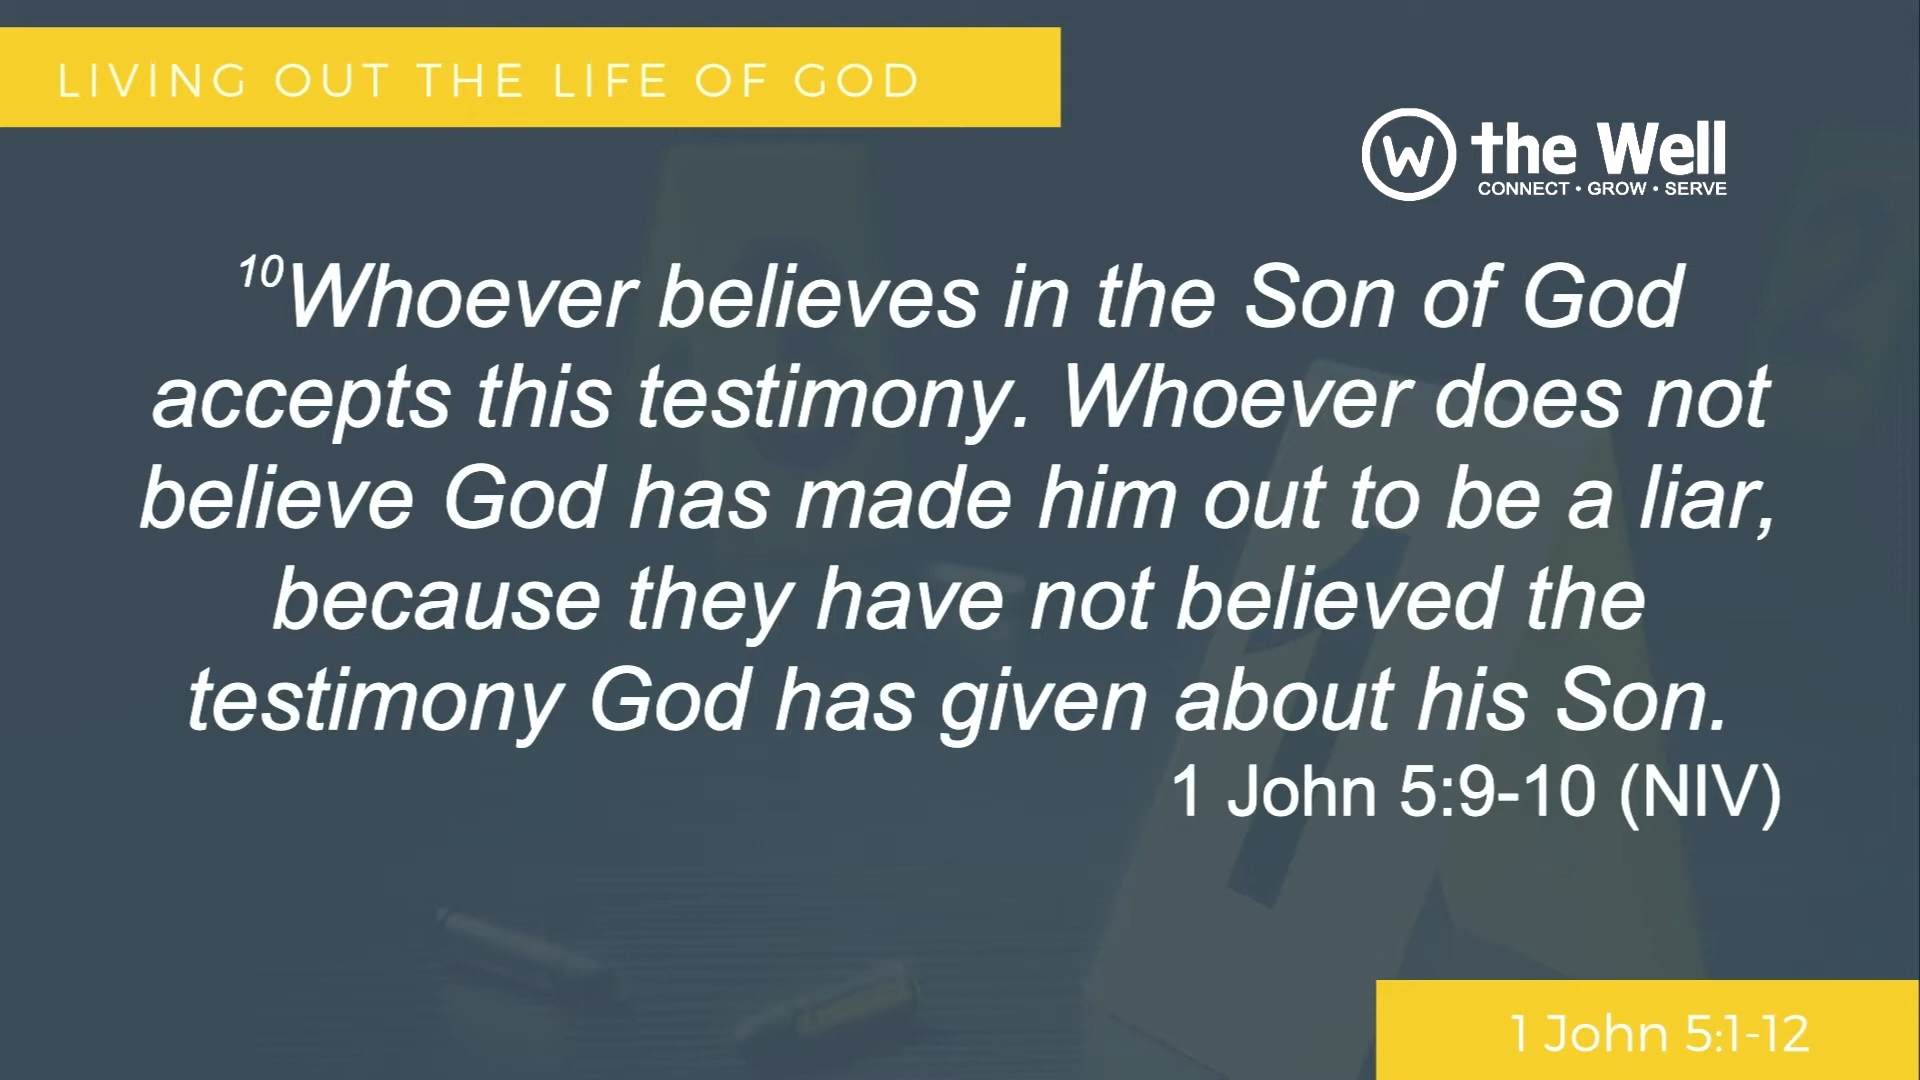 LIVING OUT THE LIFE OF GOD
W the Well
CONNECT • GROW • SERVE
2
10Whoever believes in the Son of God
accepts this testimony. Whoever does not
believe God has made him out to be a liar,
because they have not believed the
testimony God has given about his Son.
1 John 5:9-10 (NIV)
1
1 John 5:1-12